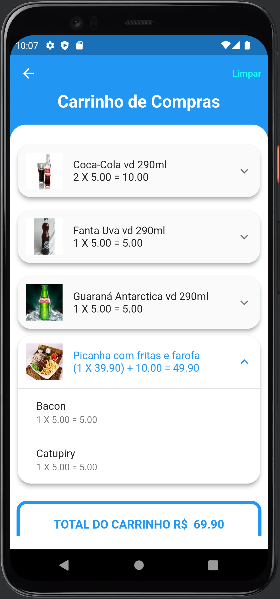 10:07
Limpar
Carrinho de Compras
Coca-Cola vd 290ml
2 X 5.00 = 10.00
Fanta Uva vd 290ml
1 X 5.00 = 5.00
Guaraná Antarctica vd 290ml
1 X 5.00 = 5.00
Picanha com fritas e farofa
(1 X 39.90) + 10.00 = 49.90
Bacon
1 X 5.00 = 5.00
Catupiry
1 X 5.00 = 5.00
TOTAL DO CARRINHO R$ 69.90